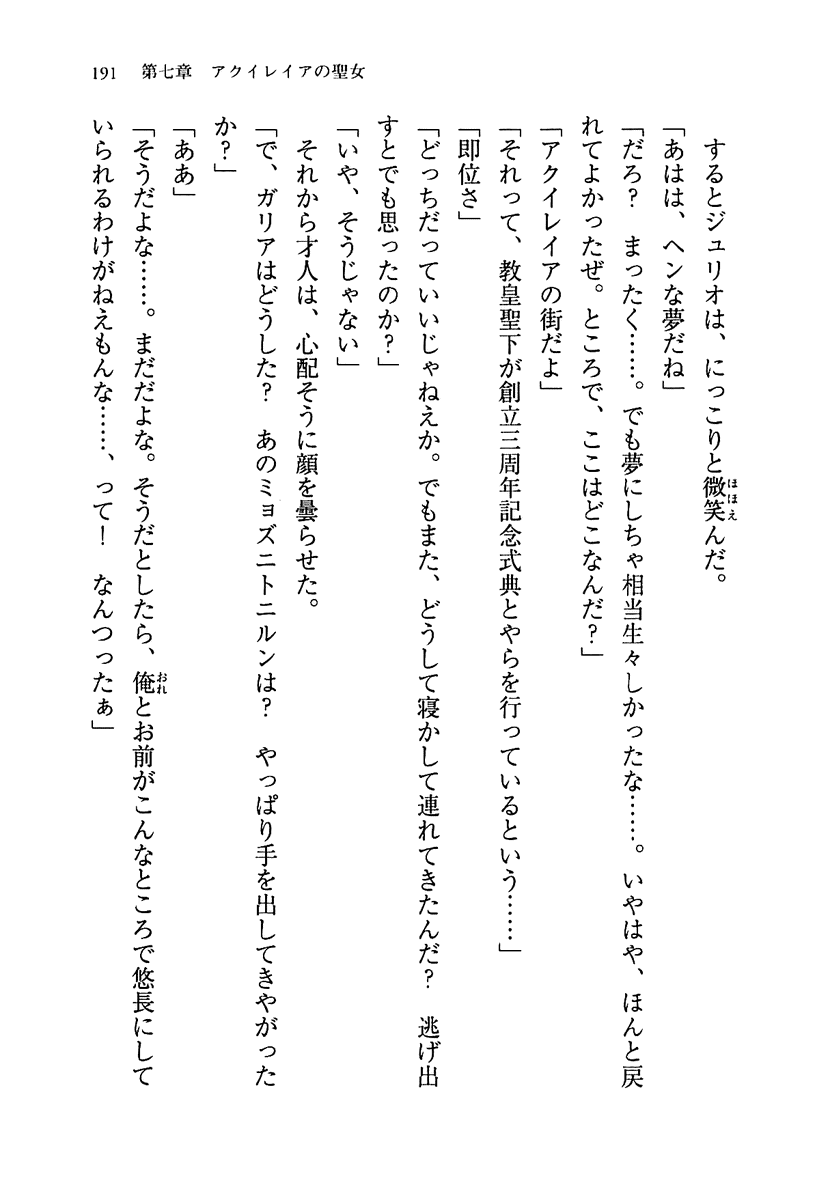 191　第七章　アクイレイアの聖女
　するとジュリオは、にっこりと微笑んだ。
「あはは、ヘンな夢だね」
「だろ？　まったく……。でも夢にしちゃ相当生々しかったな……。いやはや、ほんと戻
れてよかったぜ。ところで、ここはどこなんだ？」
「アクイレイアの街だよ」
「それって、教皇聖下が創立三周年記念式典とやらを行っているという……」
「即位さ」
「どっちだっていいじゃねえか。でもまた、どうして寝かして連れてきたんだ？　逃げ出
すとでも思ったのか？」
「いや、そうじゃない」
　それから才人は、心配そうに顔を曇らせた。
「で、ガリアはどうした？　あのミョズニトニルンは？　やっぱり手を出してきやがった
か？」
「ああ」
「そうだよな……。まだだよな。そうだとしたら、俺とお前がこんなところで悠長にして
いられるわけがねえもんな……、って！　なんつったぁ」